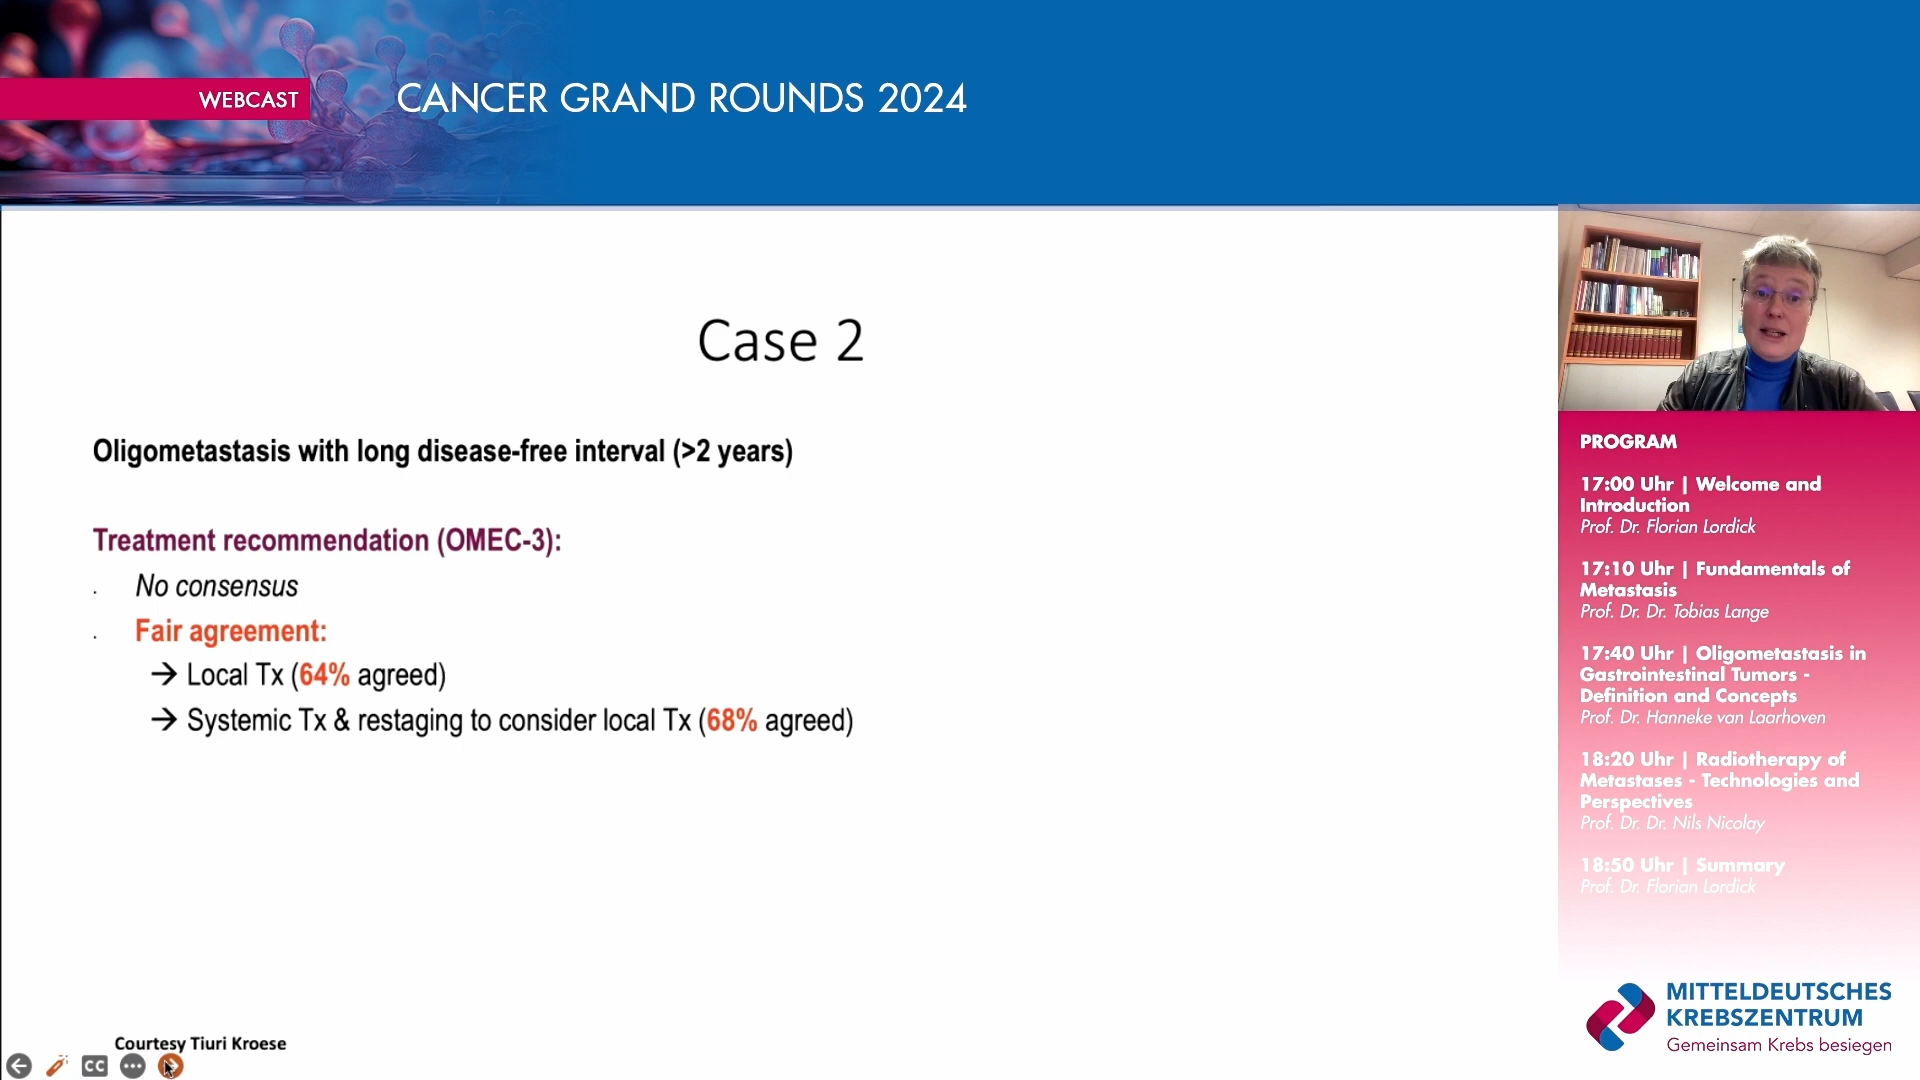 WEBCAST
CANCER GRAND ROUNDS 2024
Case 2
Oligometastasis with long disease-free interval (>2 years)
Treatment recommendation (OMEC-3):
. No consensus
. Fair agreement:
→ Local Tx (64% agreed)
→ Systemic Tx & restaging to consider local Tx (68% agreed)
Courtesy Tiuri Kroese
CC
PROGRAM
17:00 Uhr | Welcome and
Introduction
Prof. Dr. Florian Lordick
17:10 Uhr | Fundamentals of
Metastasis
Prof. Dr. Dr. Tobias Lange
17:40 Uhr | Oligometastasis in
Gastrointestinal Tumors -
Definition and Concepts
Prof. Dr. Hanneke van Laarhoven
18:20 Uhr | Radiotherapy of
Metastases - Technologies and
Perspectives
Prof. Dr. Dr. Nils Nicolay
18:50 Uhr | Summary
Prof. Dr. Florian Lordick
MITTELDEUTSCHES
KREBSZENTRUM
Gemeinsam Krebs besiegen